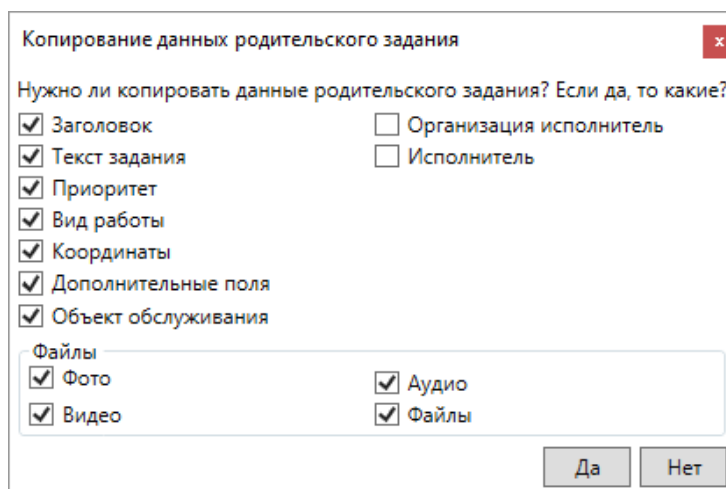 Копирование данных родительского задания
x
Нужно ли копировать данные родительского задания? Если да, то какие?
Заголовок
Организация исполнитель
Текст задания
Исполнитель
Приоритет
Вид работы
Координаты
Дополнительные поля
Объект обслуживания
Файлы
Фото
Аудио
Видео
Файлы
Да
Нет